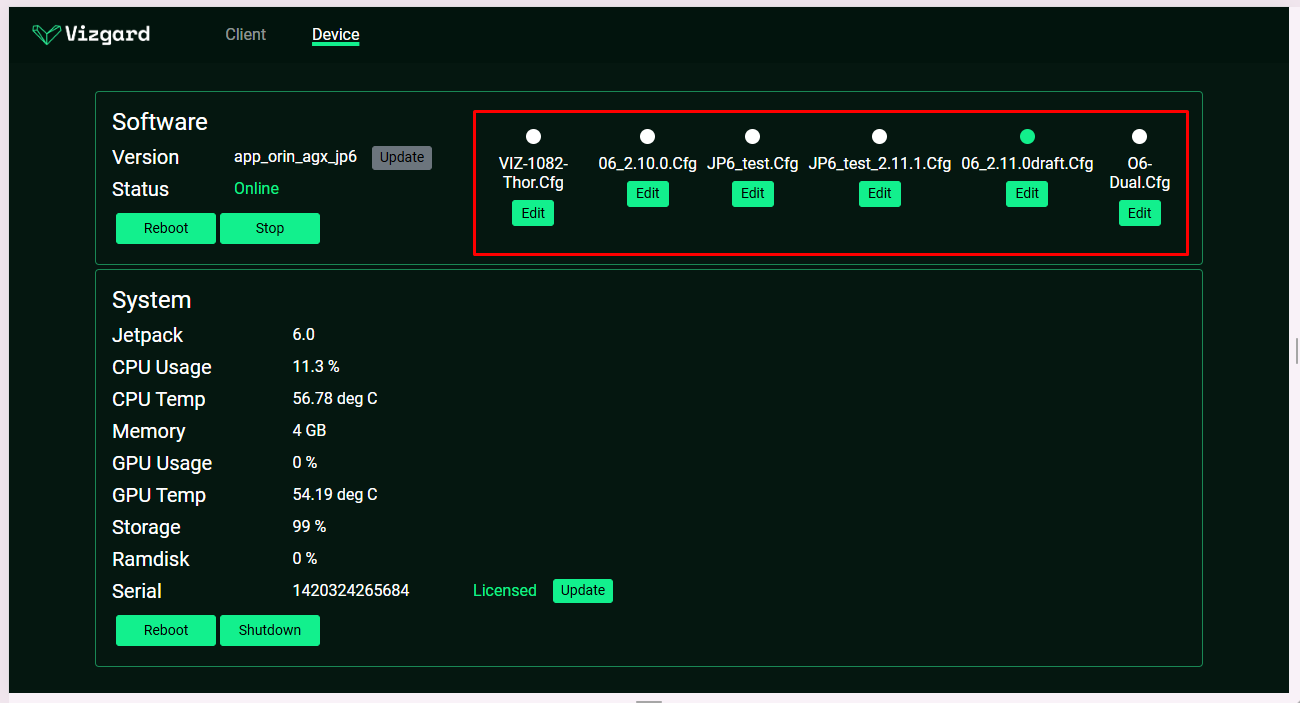 Vizgard Client Device
Software
Version app_orin_agx_jp6 Update
Status Online
Reboot Stop
VIZ-1082-
Thor.Cfg
Edit
06_2.10.0.Cfg
Edit
JP6_test.Cfg
Edit
JP6_test_2.11.1.Cfg
Edit
06_2.11.0draft.Cfg
Edit
O6-
Dual.Cfg
Edit
System
Jetpack 6.0
CPU Usage 11.3 %
CPU Temp 56.78 deg C
Memory 4 GB
GPU Usage 0 %
GPU Temp 54.19 deg C
Storage 99 %
Ramdisk 0 %
Serial 1420324265684 Licensed Update
Reboot Shutdown